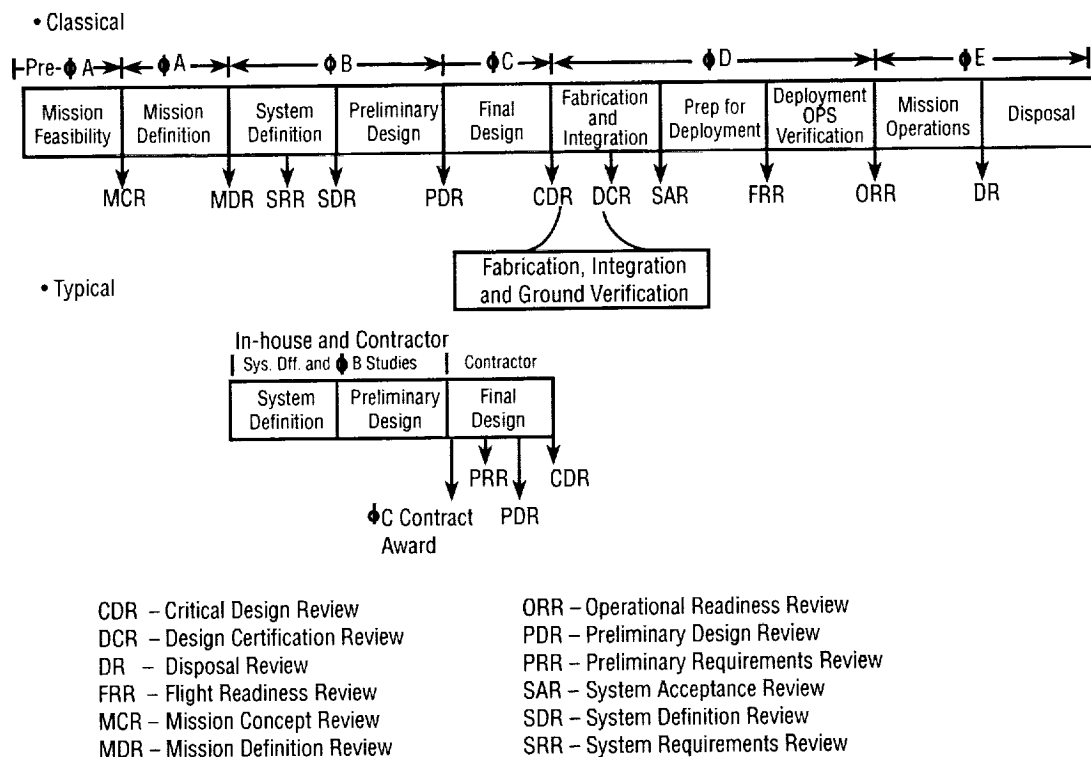 • Classical
Pre-ϕ A ϕ A ϕ B ϕ C ϕ D ϕ E
Mission Feasibility
Mission Definition
System Definition
Preliminary Design
Final Design
Fabrication and Integration
Prep for Deployment
Deployment OPS Verification
Mission Operations
Disposal
MCR MDR SRR SDR PDR CDR DCR SAR FRR ORR DR
Fabrication, Integration
and Ground Verification
• Typical
In-house and Contractor
Sys. Off. and ϕ B Studies Contractor
System Definition
Preliminary Design
Final Design
PRR CDR
ϕC Contract PDR
Award
CDR – Critical Design Review
DCR – Design Certification Review
DR – Disposal Review
FRR – Flight Readiness Review
MCR – Mission Concept Review
MDR – Mission Definition Review
ORR – Operational Readiness Review
PDR – Preliminary Design Review
PRR – Preliminary Requirements Review
SAR – System Acceptance Review
SDR – System Definition Review
SRR – System Requirements Review